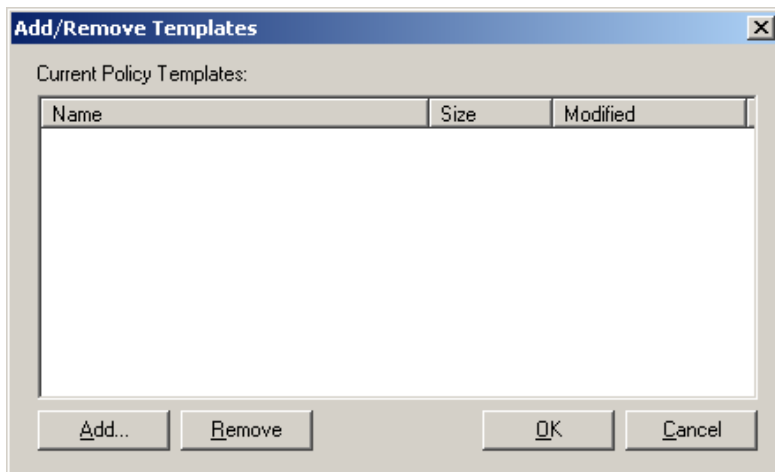 Add/Remove Templates
Current Policy Templates:
Name Size Modified
Add... Remove OK Cancel